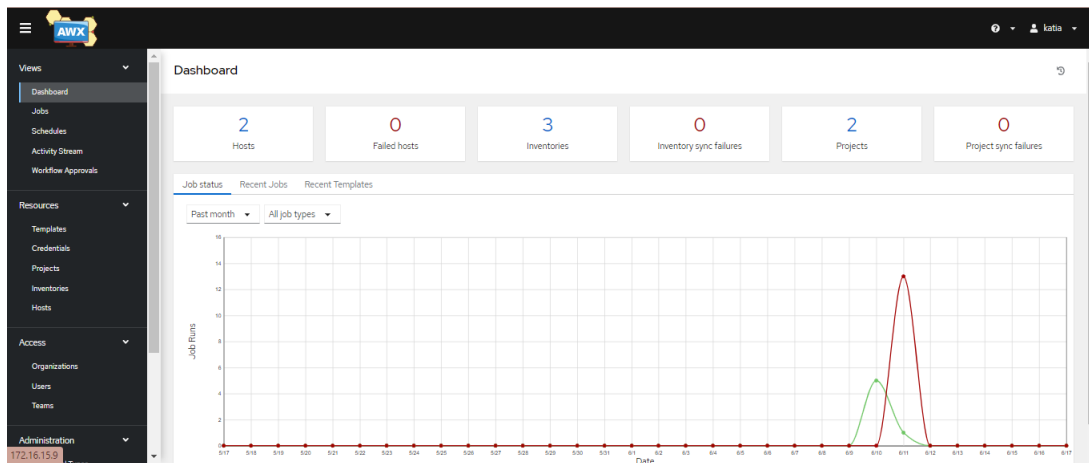 AWX
katia
Views
Dashboard
Jobs
Schedules
Activity Stream
Workflow Approvals
Resources
Templates
Credentials
Projects
Inventories
Hosts
Access
Organizations
Users
Teams
Administration
172.16.15.9
Dashboard
2 0 3 0 2 0
Hosts Failed hosts Inventories Inventory sync failures Projects Project sync failures
Job status Recent Jobs Recent Templates
Past month All job types
16
14
12
10
8
6
4
2
0
Job Runs
5/17 5/18 5/19 5/20 5/21 5/22 5/23 5/24 5/25 5/26 5/27 5/28 5/29 5/30 5/31 6/1 6/2 6/3 6/4 6/5 6/6 6/7 6/8 6/9 6/10 6/11 6/12 6/13 6/14 6/15 6/16 6/17
Date